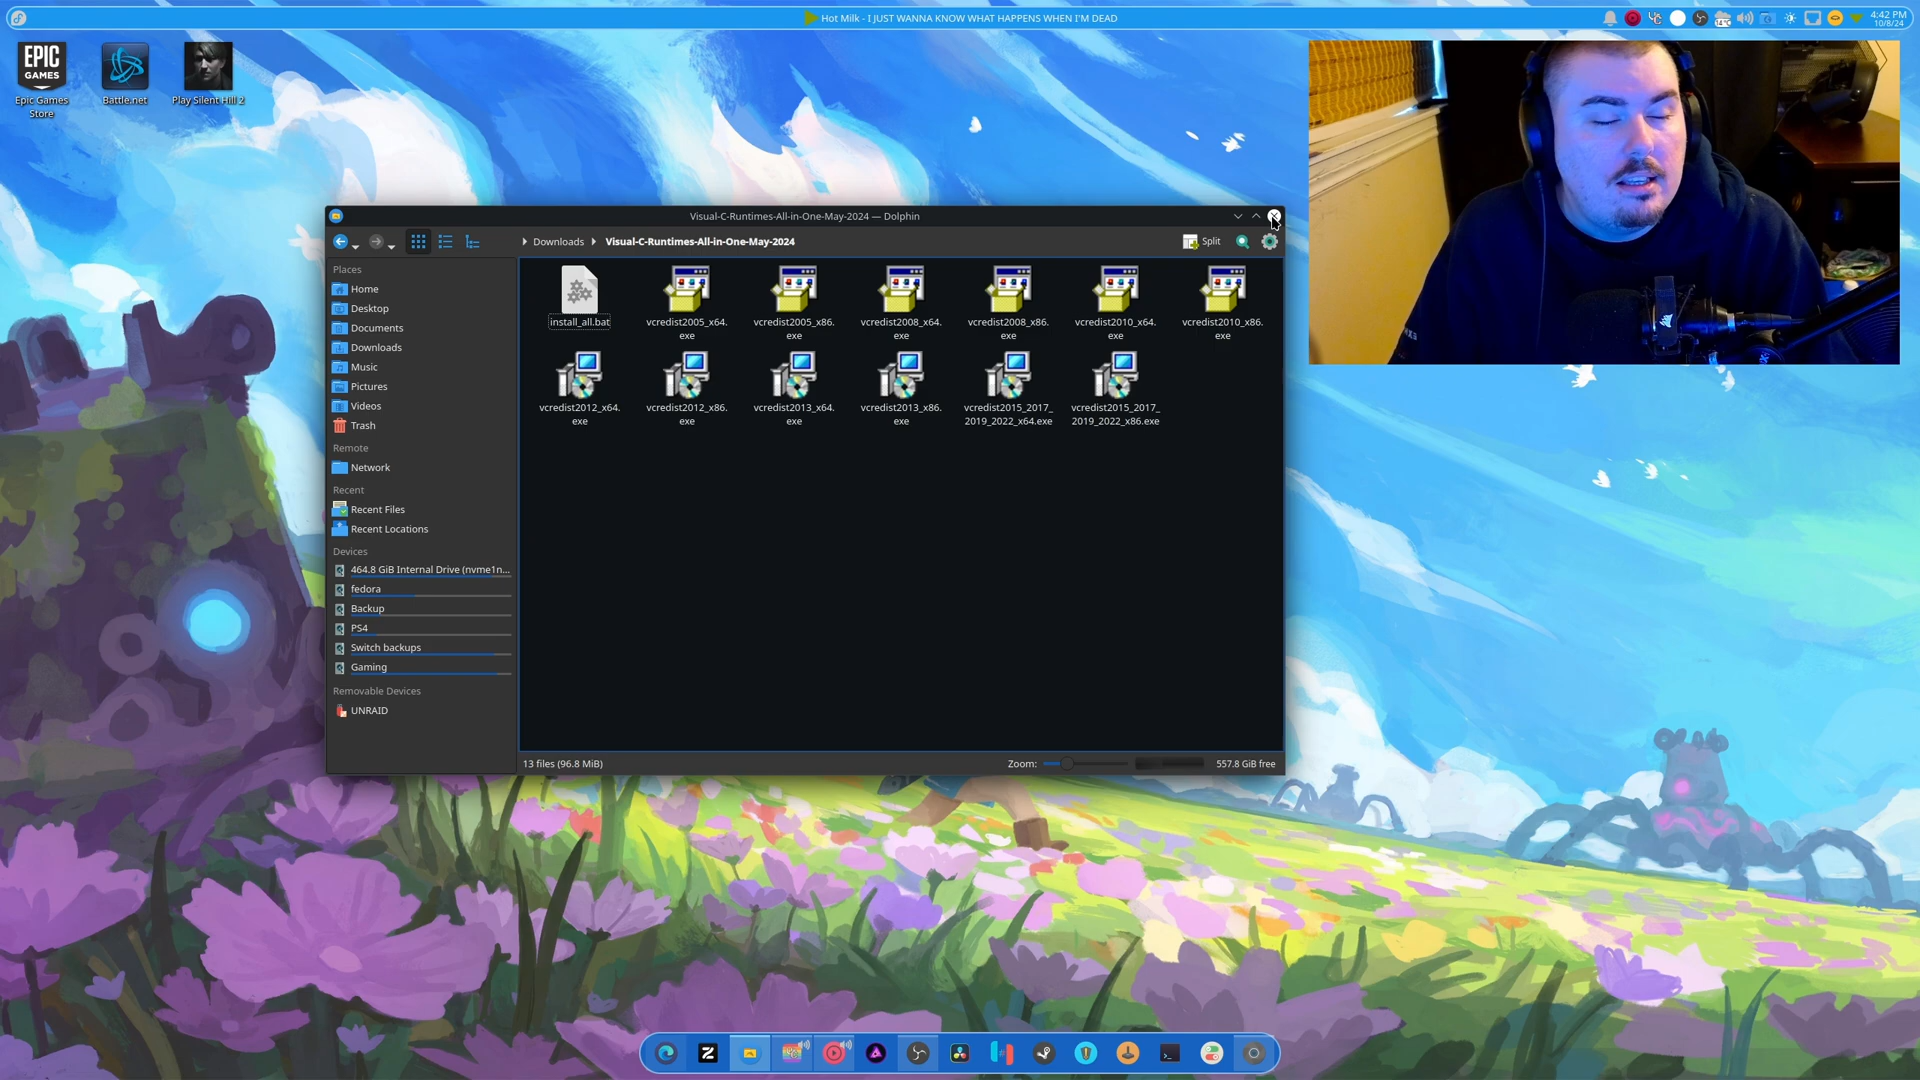 Hot Milk - I JUST WANNA KNOW WHAT HAPPENS WHEN I'M DEAD
4:42 PM
10/8/24
EPIC
GAMES
Epic Games
Store
Battle.net
Play Silent Hill 2
Visual-C-Runtimes-All-in-One-May-2024 — Dolphin
Downloads
Visual-C-Runtimes-All-in-One-May-2024
Split
Places
Home
Desktop
Documents
Downloads
Music
Pictures
Videos
Trash
Remote
Network
Recent
Recent Files
Recent Locations
Devices
464.8 GiB Internal Drive (nvme1n...
fedora
Backup
PS4
Switch backups
Gaming
Removable Devices
UNRAID
install_all.bat
vcredist2005_x64.
exe
vcredist2005_x86.
exe
vcredist2008_x64.
exe
vcredist2008_x86.
exe
vcredist2010_x64.
exe
vcredist2010_x86.
exe
vcredist2012_x64.
exe
vcredist2012_x86.
exe
vcredist2013_x64.
exe
vcredist2013_x86.
exe
vcredist2015_2017_
2019_2022_x64.exe
vcredist2015_2017_
2019_2022_x86.exe
13 files (96.8 MiB)
Zoom:
557.8 GiB free